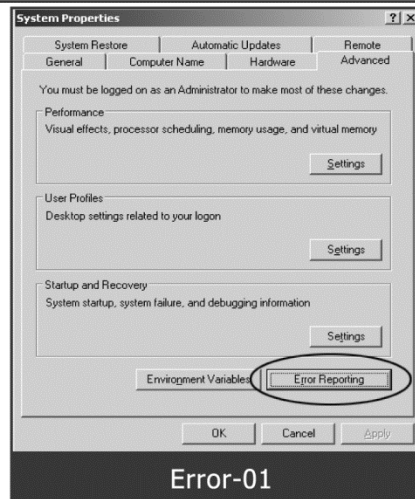 System Properties
System Restore Automatic Updates Remote
General Computer Name Hardware Advanced
You must be logged on as an Administrator to make most of these changes.
Performance
Visual effects, processor scheduling, memory usage, and virtual memory
Settings
User Profiles
Desktop settings related to your logon
Settings
Startup and Recovery
System startup, system failure, and debugging information
Settings
Environment Variables Error Reporting
OK Cancel Apply
Error-01